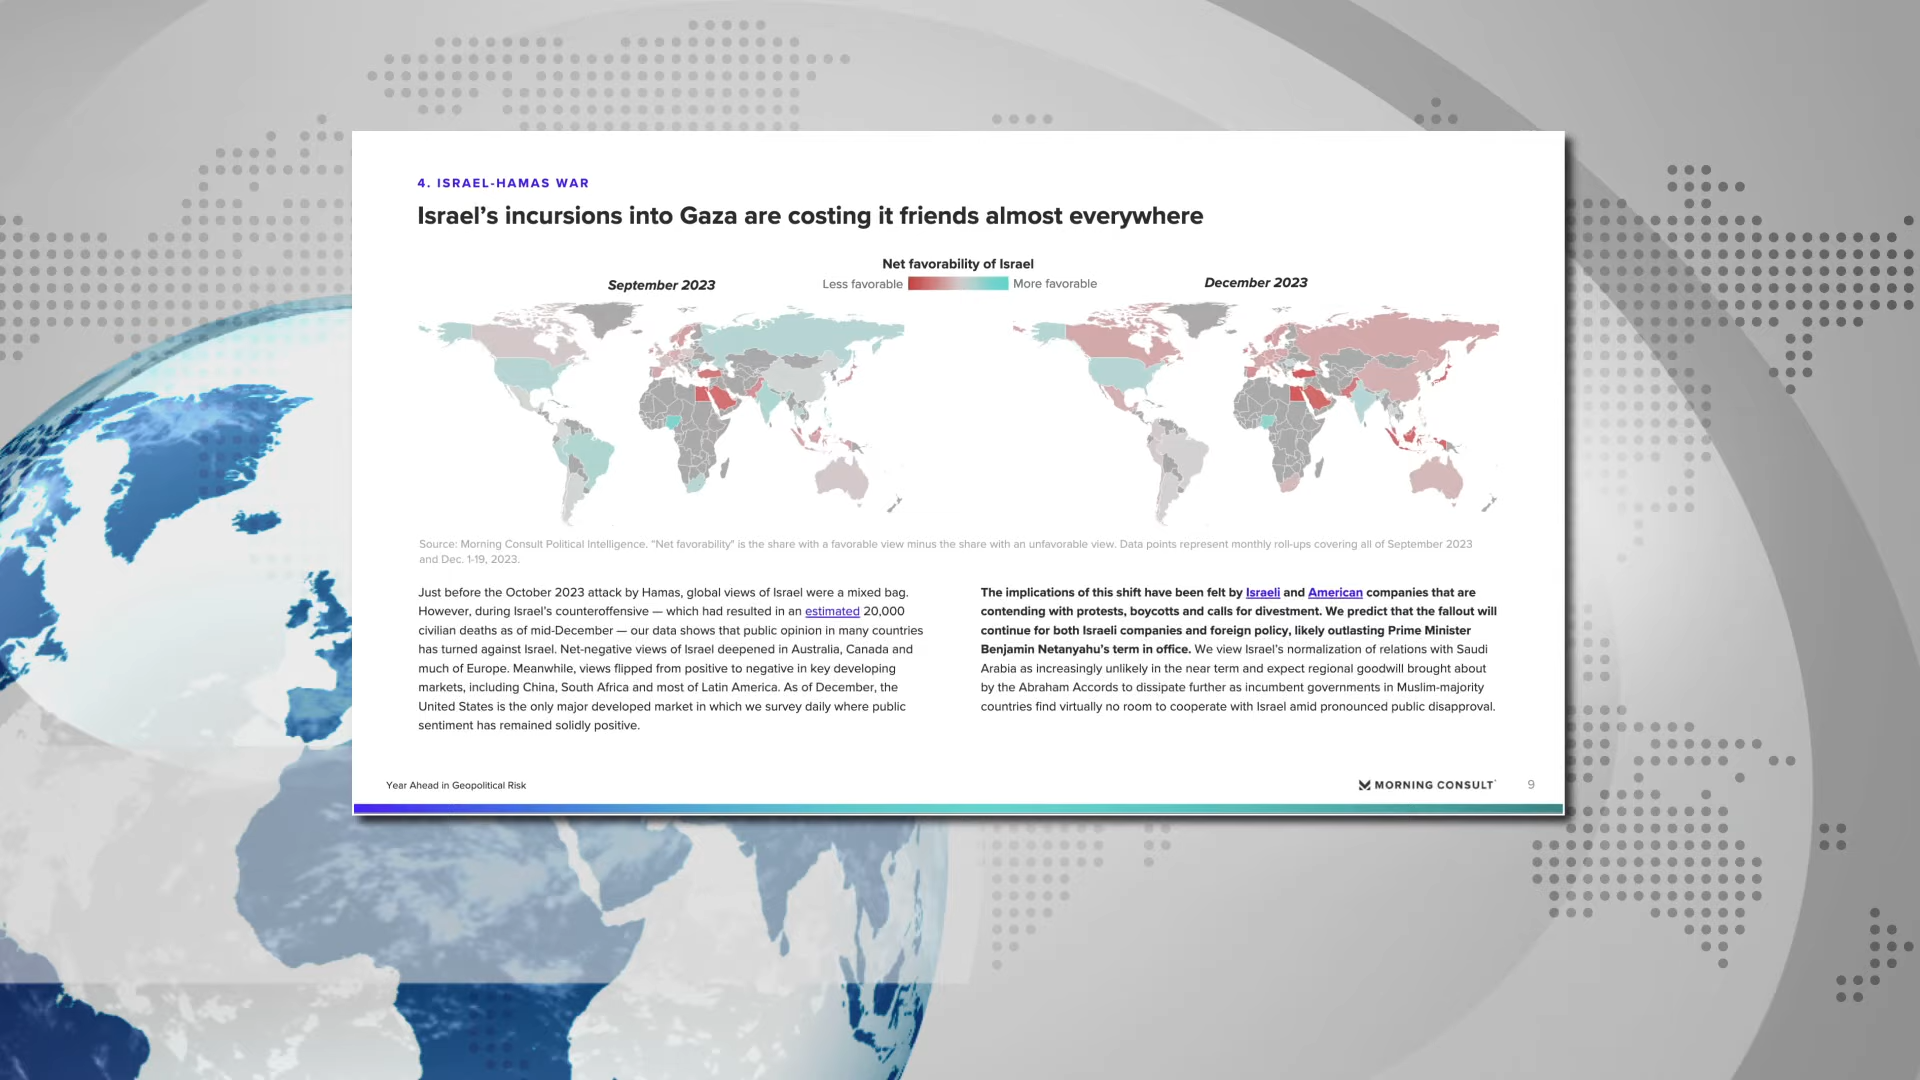 4. ISRAEL-HAMAS WAR
Israel’s incursions into Gaza are costing it friends almost everywhere
Net favorability of Israel
September 2023
Less favorable
More favorable
December 2023
Source: Morning Consult Political Intelligence. “Net favorability” is the share with a favorable view minus the share with an unfavorable view. Data points represent monthly roll-ups covering all of September 2023
and Dec. 1-19, 2023.
Just before the October 2023 attack by Hamas, global views of Israel were a mixed bag.
However, during Israel’s counteroffensive — which had resulted in an estimated 20,000
civilian deaths as of mid-December — our data shows that public opinion in many countries
has turned against Israel. Net-negative views of Israel deepened in Australia, Canada and
much of Europe. Meanwhile, views flipped from positive to negative in key developing
markets, including China, South Africa and most of Latin America. As of December, the
United States is the only major developed market in which we survey daily where public
sentiment has remained solidly positive.
The implications of this shift have been felt by Israeli and American companies that are
contending with protests, boycotts and calls for divestment. We predict that the fallout will
continue for both Israeli companies and foreign policy, likely outlasting Prime Minister
Benjamin Netanyahu’s term in office. We view Israel’s normalization of relations with Saudi
Arabia as increasingly unlikely in the near term and expect regional goodwill brought about
by the Abraham Accords to dissipate further as incumbent governments in Muslim-majority
countries find virtually no room to cooperate with Israel amid pronounced public disapproval.
Year Ahead in Geopolitical Risk
MORNING CONSULT
9